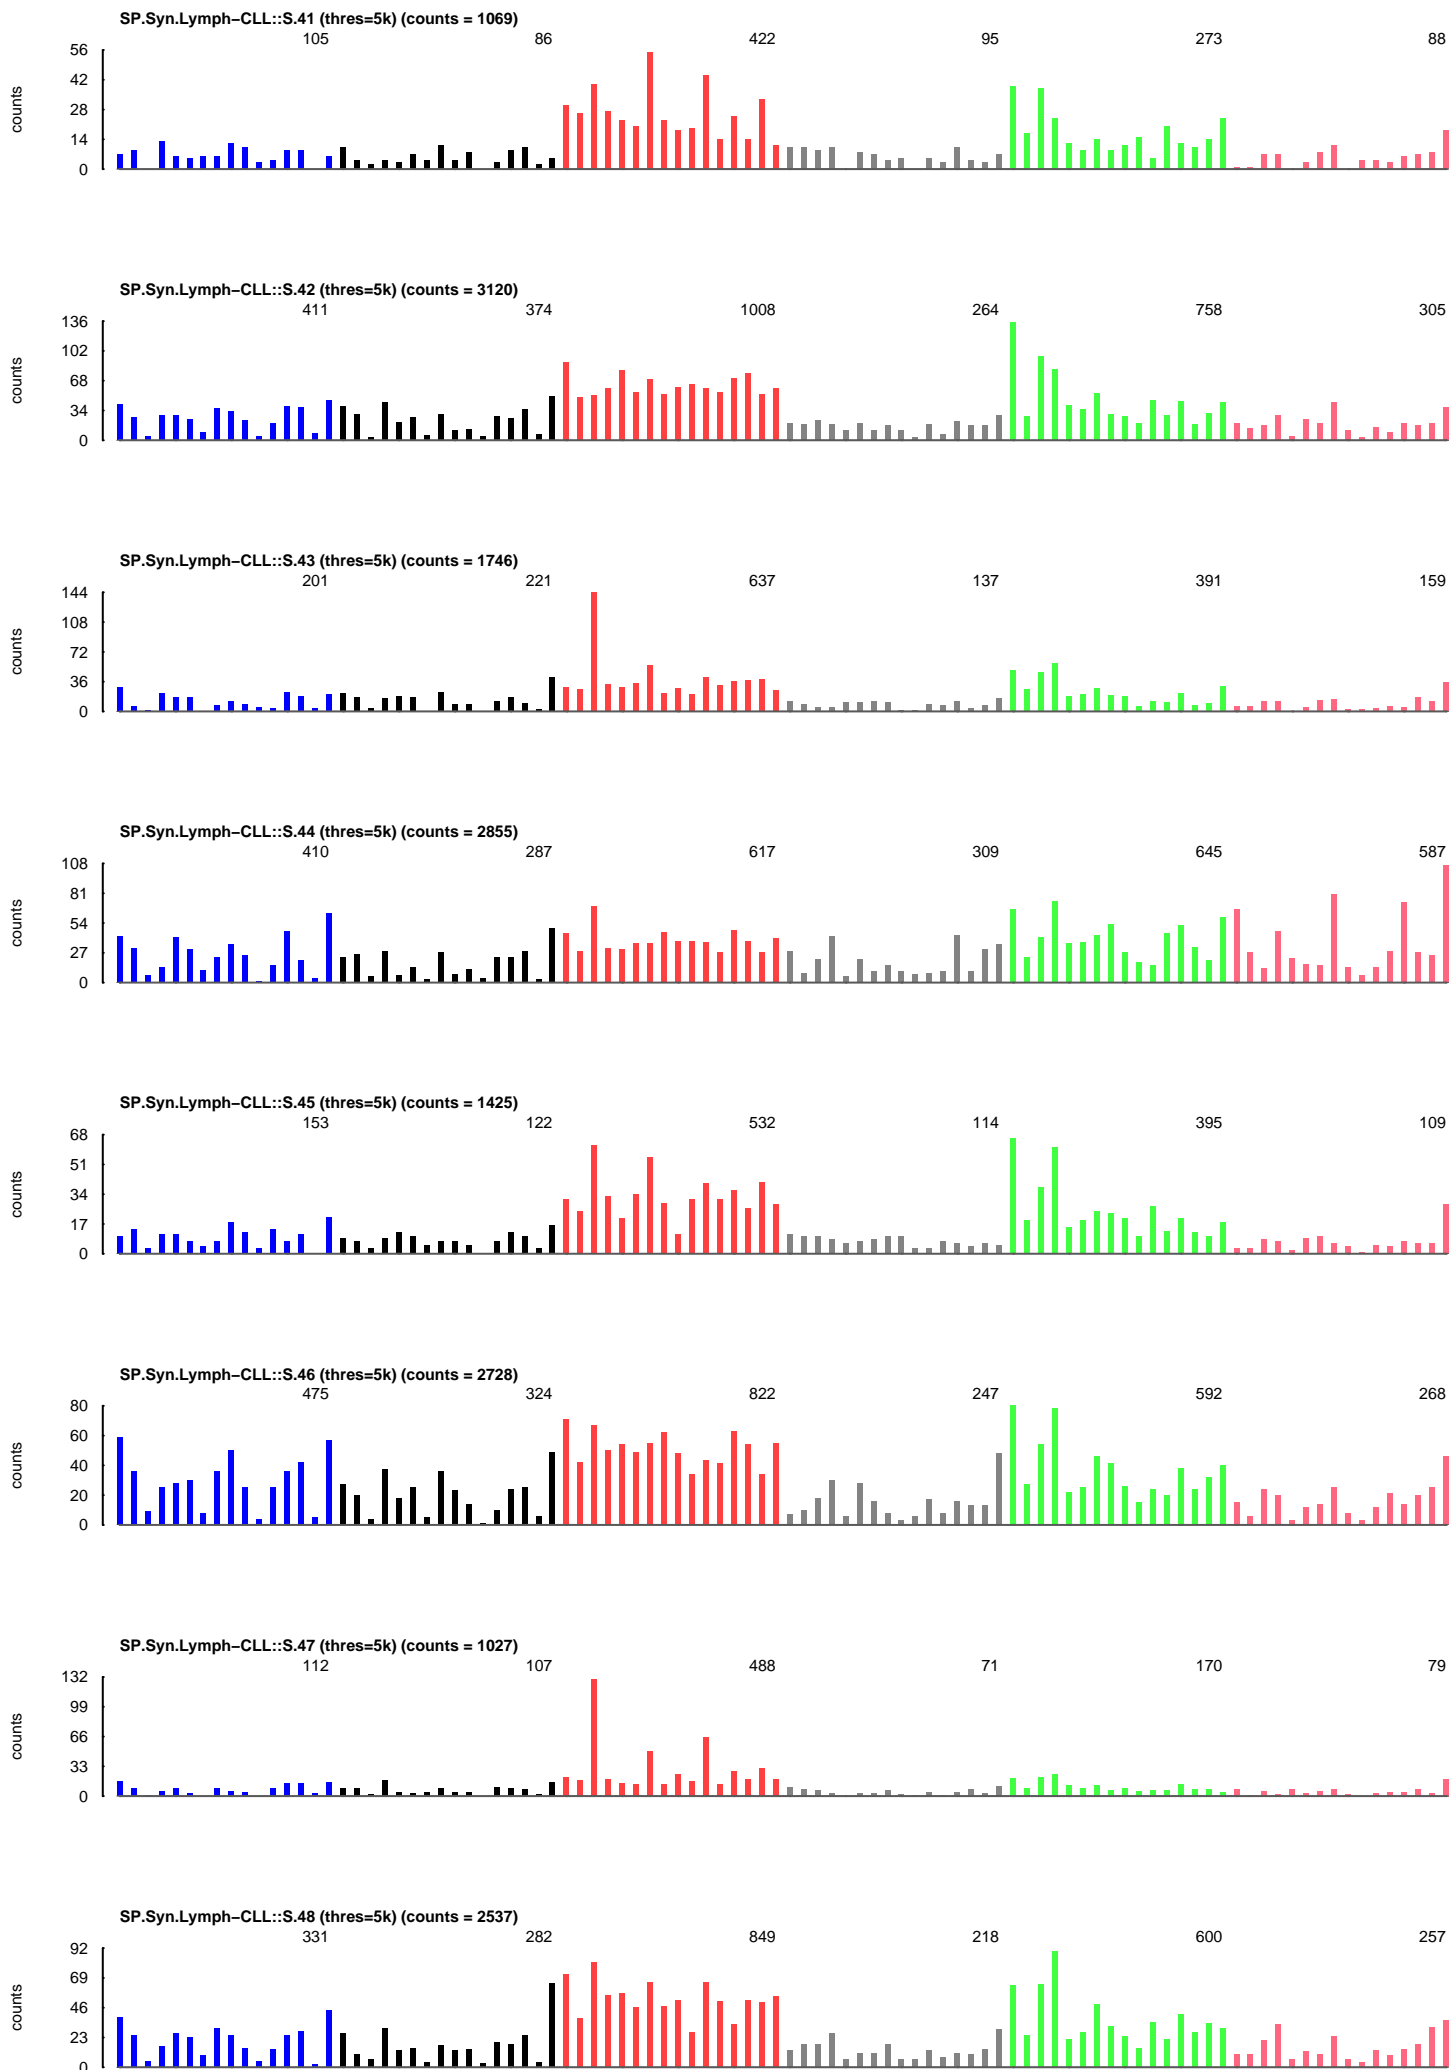 SP.Syn.Lymph−CLL::S.41 (thres=5k) (counts = 1069)
105 86 422 95 273 88
56
42
28
14
0
counts
SP.Syn.Lymph−CLL::S.42 (thres=5k) (counts = 3120)
411 374 1008 264 758 305
136
102
68
34
0
counts
SP.Syn.Lymph−CLL::S.43 (thres=5k) (counts = 1746)
201 221 637 137 391 159
144
108
72
36
0
counts
SP.Syn.Lymph−CLL::S.44 (thres=5k) (counts = 2855)
410 287 617 309 645 587
108
81
54
27
0
counts
SP.Syn.Lymph−CLL::S.45 (thres=5k) (counts = 1425)
153 122 532 114 395 109
68
51
34
17
0
counts
SP.Syn.Lymph−CLL::S.46 (thres=5k) (counts = 2728)
475 324 822 247 592 268
80
60
40
20
0
counts
SP.Syn.Lymph−CLL::S.47 (thres=5k) (counts = 1027)
112 107 488 71 170 79
132
99
66
33
0
counts
SP.Syn.Lymph−CLL::S.48 (thres=5k) (counts = 2537)
331 282 849 218 600 257
92
69
46
23
0
counts